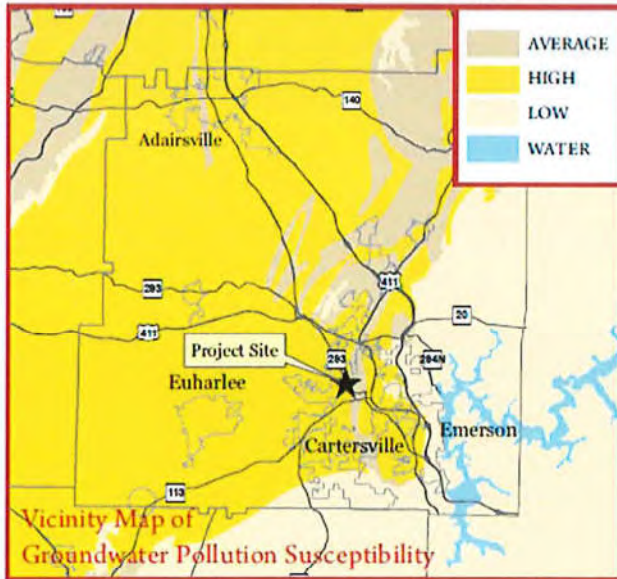 AVERAGE
HIGH
LOW
WATER
140
Adairsville
293
411
411
20
293
Project Site
294N
Euharlee
Emerson
Cartersville
113
Vicinity Map of
Groundwater Pollution Susceptibility